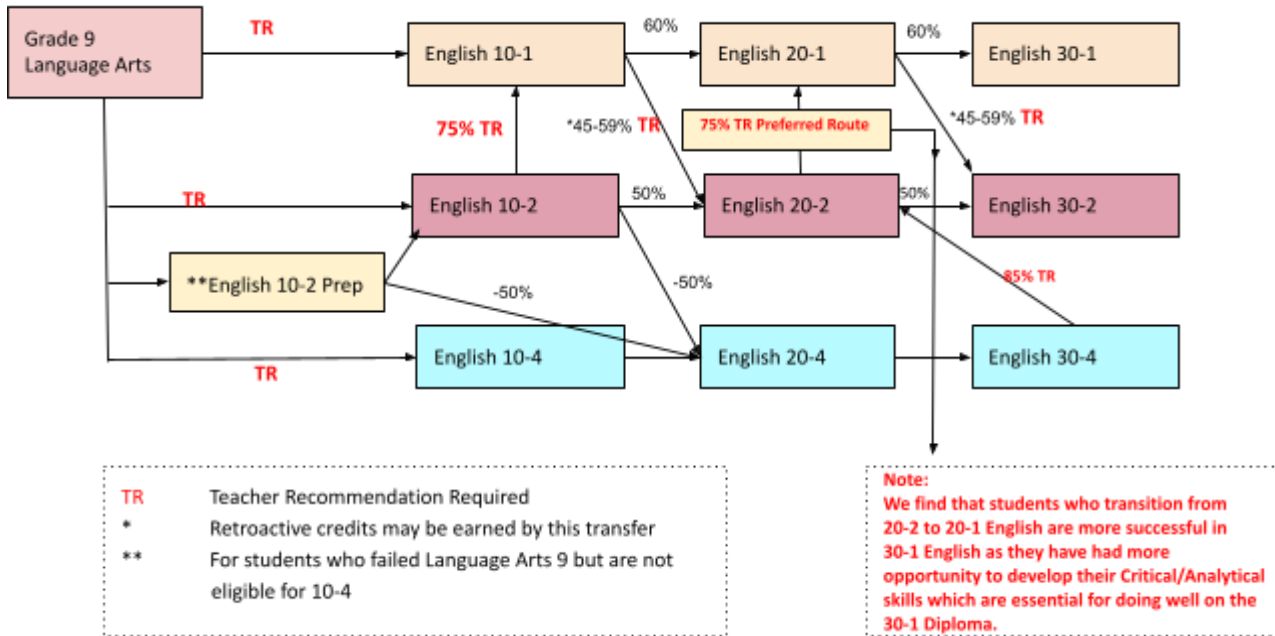 Grade 9
Language Arts
TR
English 10-1
60%
English 20-1
60%
English 30-1
75% TR
*45-59% TR
75% TR Preferred Route
*45-59% TR
TR
English 10-2
50%
English 20-2
50%
English 30-2
**English 10-2 Prep
-50%
-50%
85% TR
TR
English 10-4
English 20-4
English 30-4
TR Teacher Recommendation Required
* Retroactive credits may be earned by this transfer
** For students who failed Language Arts 9 but are not
eligible for 10-4
Note:
We find that students who transition from
20-2 to 20-1 English are more successful in
30-1 English as they have had more
opportunity to develop their Critical/Analytical
skills which are essential for doing well on the
30-1 Diploma.